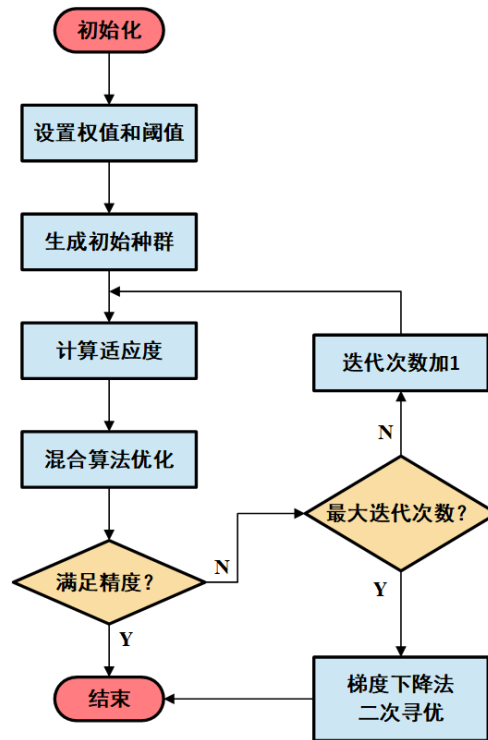 初始化
设置权值和阈值
生成初始种群
计算适应度
迭代次数加1
混合算法优化
N
最大迭代次数？
满足精度？
N
Y
Y
梯度下降法
二次寻优
结束